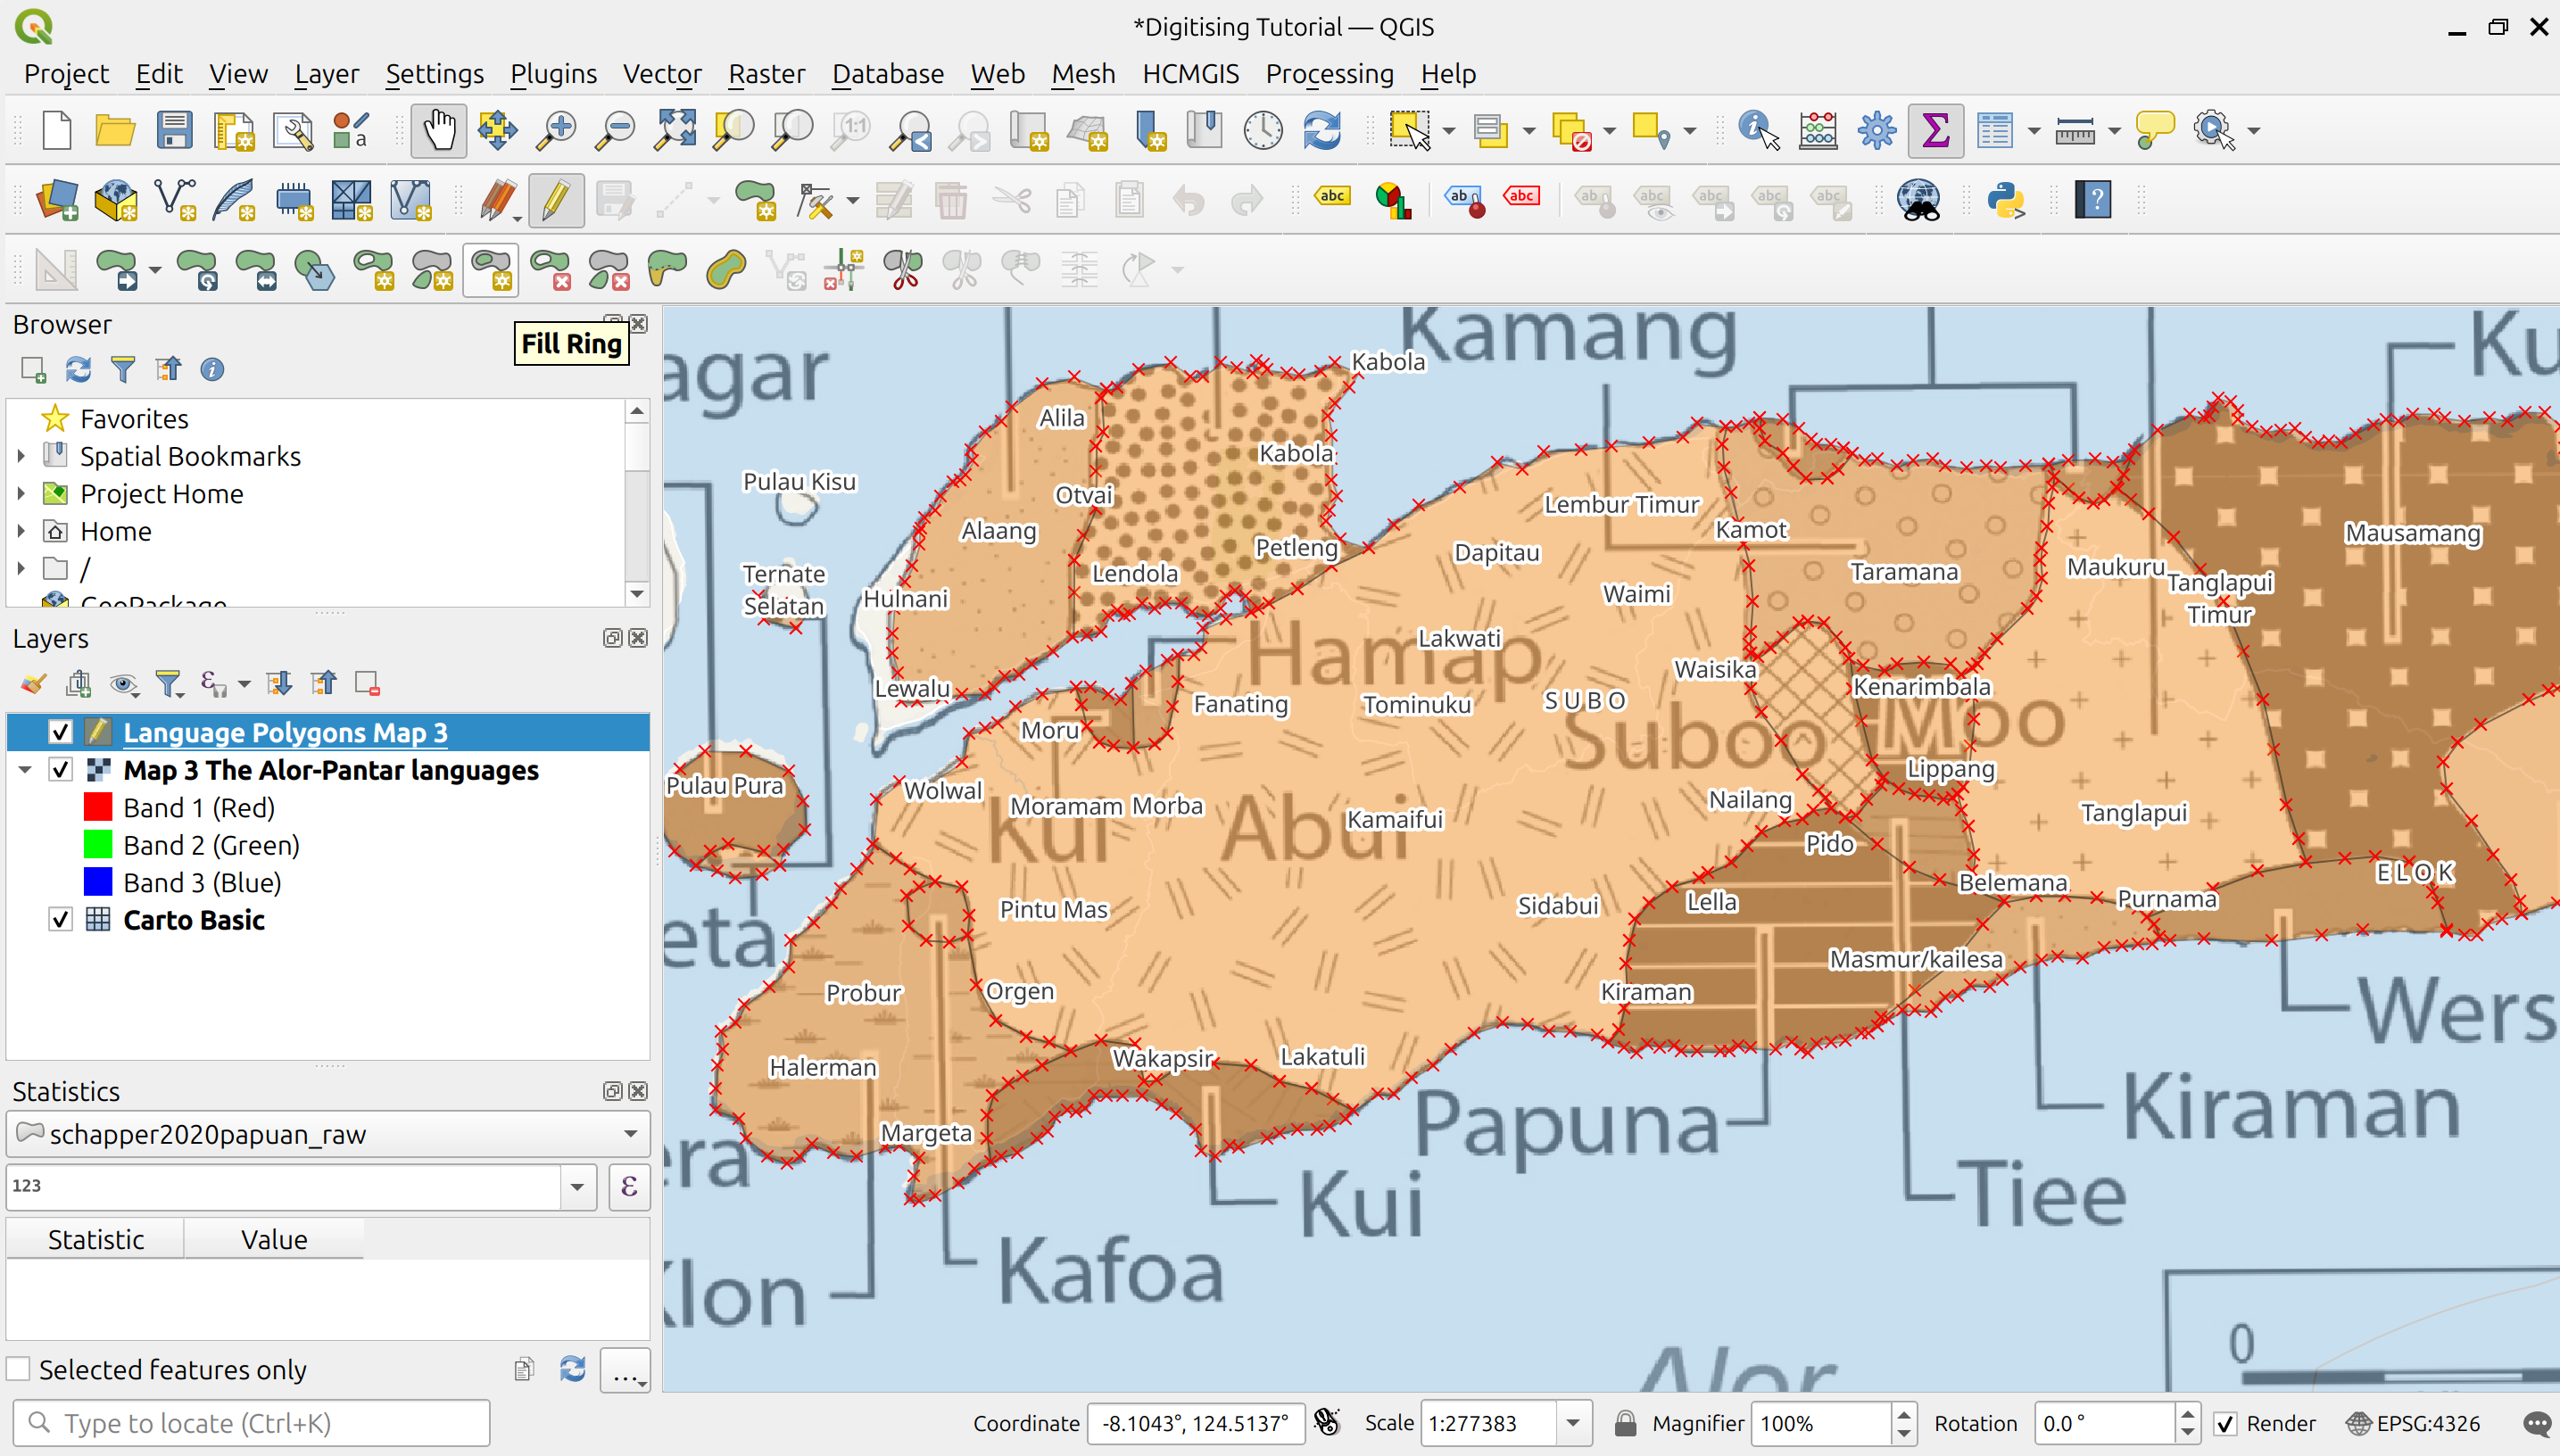 *Digitising Tutorial — QGIS
Project Edit View Layer Settings Plugins Vector Raster Database Web Mesh HCMGIS Processing Help
1:1
abc ab abc
Browser
Fill Ring
Favorites
Spatial Bookmarks
Project Home
Home
/
GeoPackage
Layers
Language Polygons Map 3
Map 3 The Alor-Pantar languages
Band 1 (Red)
Band 2 (Green)
Band 3 (Blue)
Carto Basic
Statistics
schapper2020papuan_raw
123
ε
Statistic Value
Selected features only
...
Type to locate (Ctrl+K)
Kamang
Ku
agar
Kabola
Alila
Kabola
Pulau Kisu
Otvai
Lembur Timur
Kamot
Mausamang
Alaang
Petleng
Dapitau
Lendola
Taramana
Maukuru
Tanglapui
Timur
Ternate
Selatan
Hulnani
Waimi
Hamap
Lakwati
Waisika
Lewalu
Fanating
Tominuku
SUBO
Kenarimbala
Moru
Suboo
Moo
Pulau Pura
Wolwal
Moramam
Morba
Kui
Abui
Kamaifui
Nailang
Lippang
Tanglapui
Pido
ELOK
Pintu Mas
Sidabui
Lella
Belemana
Purnama
eta
Masmur/kailesa
Probur
Orgen
Kiraman
Wers
Halerman
Wakapsir
Lakatuli
Papuna
Kiraman
Margeta
era
Kui
Tiee
Kafoa
Klon
Alor
0
Coordinate -8.1043°, 124.5137° Scale 1:277383 Magnifier 100% Rotation 0.0 ° Render EPSG:4326